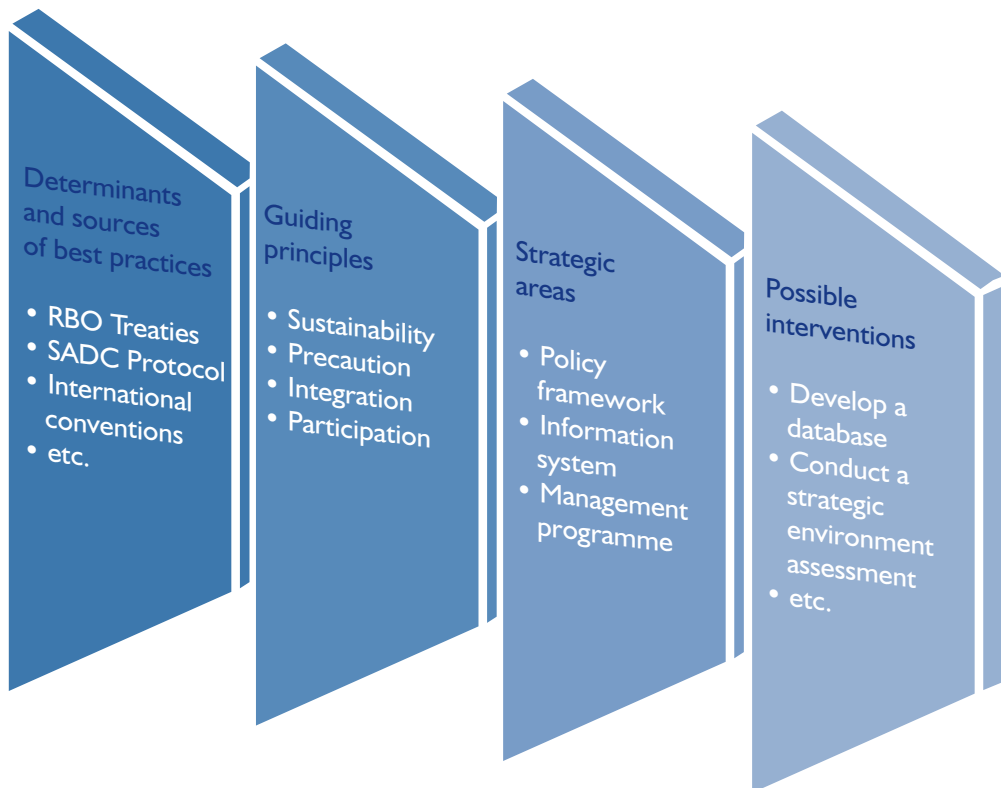 Determinants
and sources
of best practices
• RBO Treaties
• SADC Protocol
• International
conventions
• etc.
Guiding
principles
• Sustainability
• Precaution
• Integration
• Participation
Strategic
areas
• Policy
framework
• Information
system
• Management
programme
Possible
interventions
• Develop a
database
• Conduct a
strategic
environment
assessment
• etc.